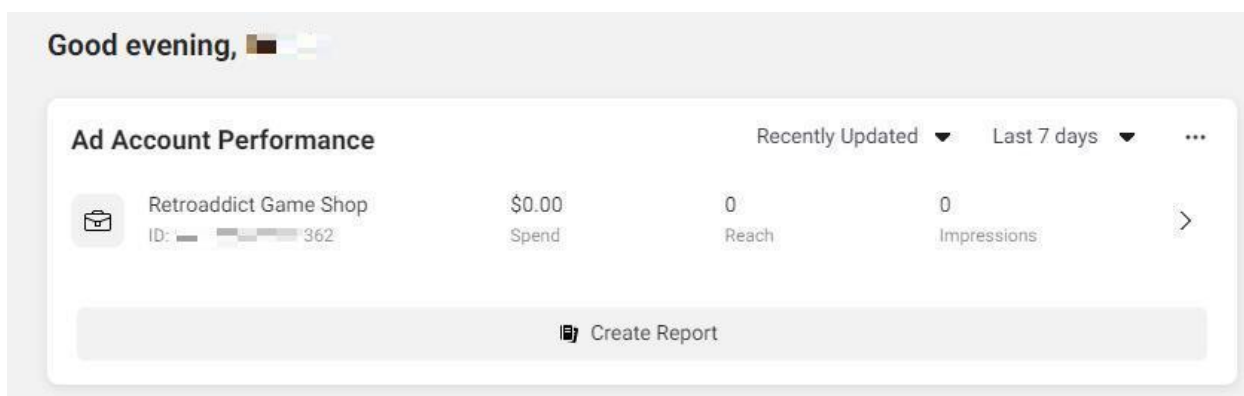 Good evening,
Ad Account Performance
Recently Updated
Last 7 days
Retroaddict Game Shop
$0.00
0
0
ID: 362
Spend
Reach
Impressions
Create Report